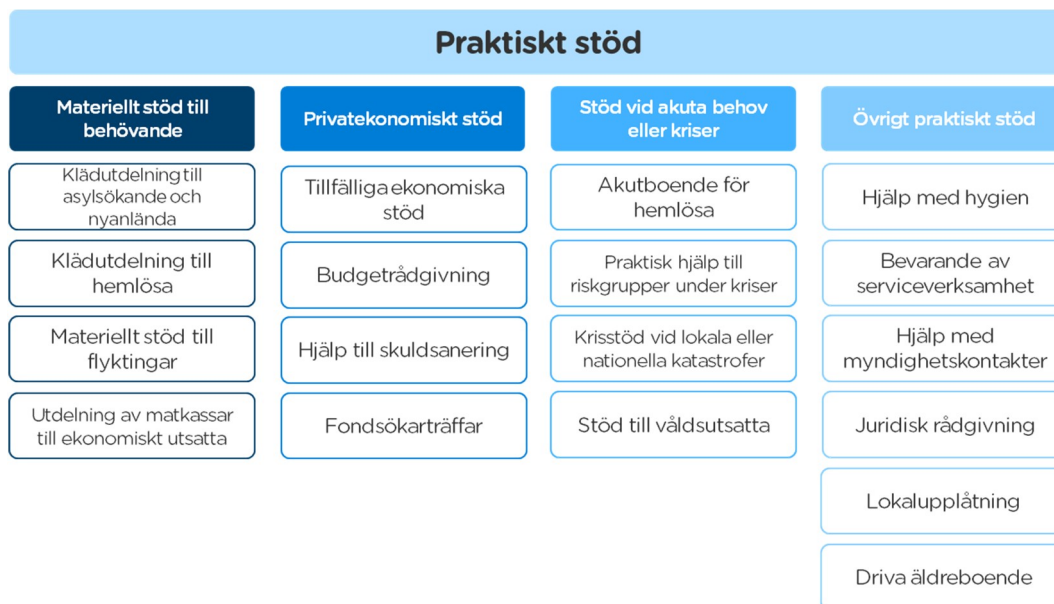 Praktiskt stöd
Materiellt stöd till
behövande
Klädutdelning till
asylsökande och
nyanlända
Klädutdelning till
hemlösa
Materiellt stöd till
flyktingar
Utdelning av matkassar
till ekonomiskt utsatta
Privatekonomiskt stöd
Tillfälliga ekonomiska
stöd
Budgetrådgivning
Hjälp till skuldsanering
Fondsökarträffar
Stöd vid akuta behov
eller kriser
Akutboende för
hemlösa
Praktisk hjälp till
riskgrupper under kriser
Krisstöd vid lokala eller
nationella katastrofer
Stöd till våldsutsatta
Övrigt praktiskt stöd
Hjälp med hygien
Bevarande av
serviceverksamhet
Hjälp med
myndighetskontakter
Juridisk rådgivning
Lokalupplåtning
Driva äldreboende